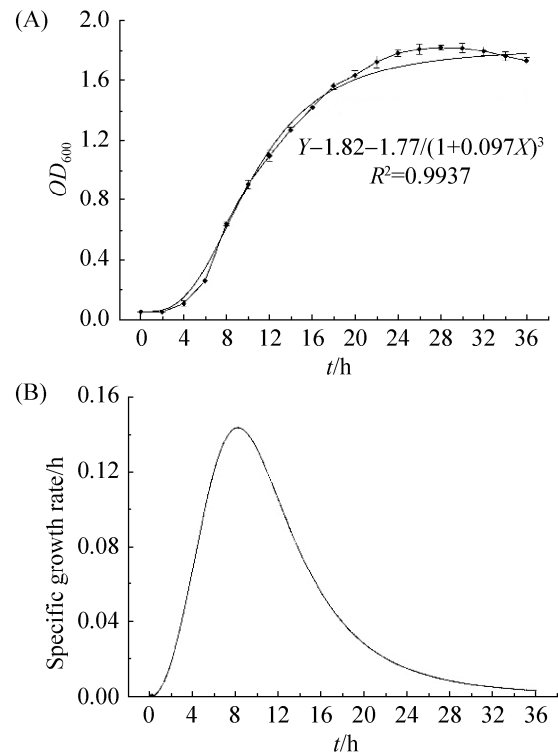 (A)
2.0
1.6
1.2
0.8
0.4
0.0
OD₆₀₀
Y−1.82−1.77/(1+0.097X)³
R²=0.9937
0 4 8 12 16 20 24 28 32 36
t/h
(B)
0.16
0.12
0.08
0.04
0.00
Specific growth rate/h
0 4 8 12 16 20 24 28 32 36
t/h